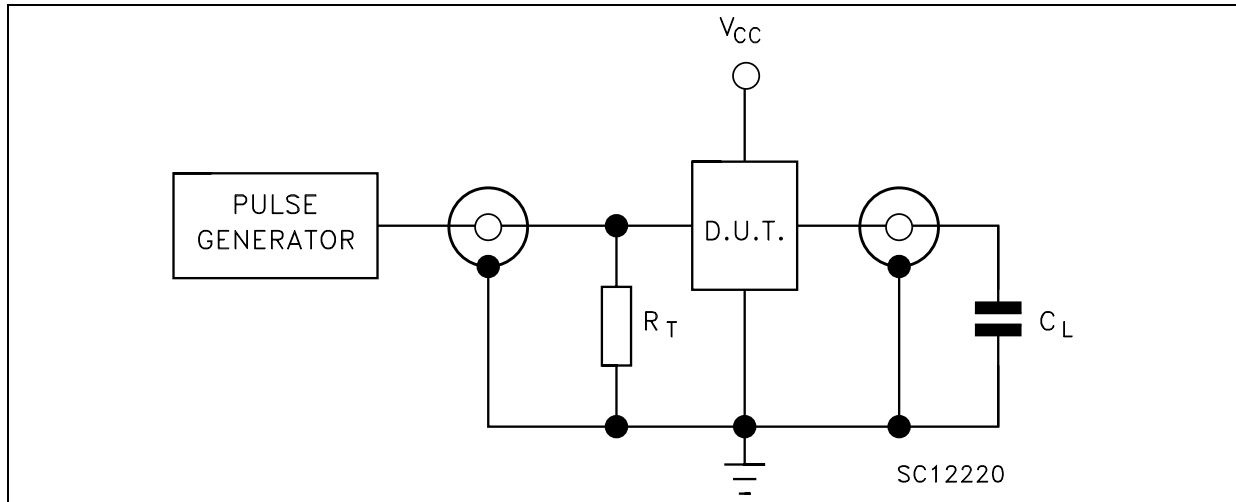 VCC
PULSE
GENERATOR
D.U.T.
RT
CL
SC12220